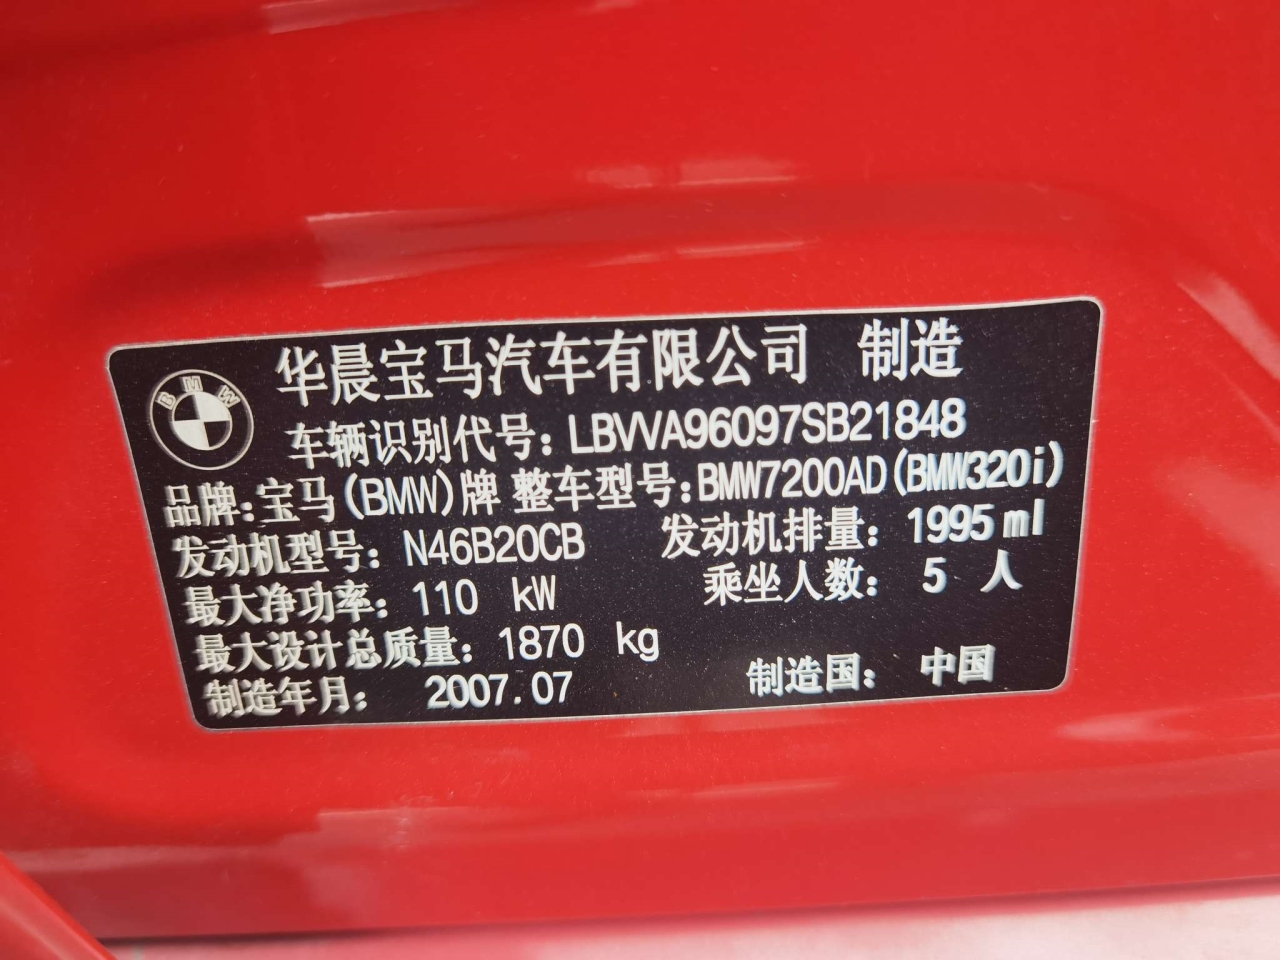 BMW
华晨宝马汽车有限公司 制造
车辆识别代号: LBVVA96097SB21848
品牌: 宝马(BMW)牌 整车型号: BMW7200AD(BMW320i)
发动机型号: N46B20CB 发动机排量: 1995 ml
最大净功率: 110 kW 乘坐人数: 5 人
最大设计总质量: 1870 kg
制造年月: 2007.07 制造国: 中国